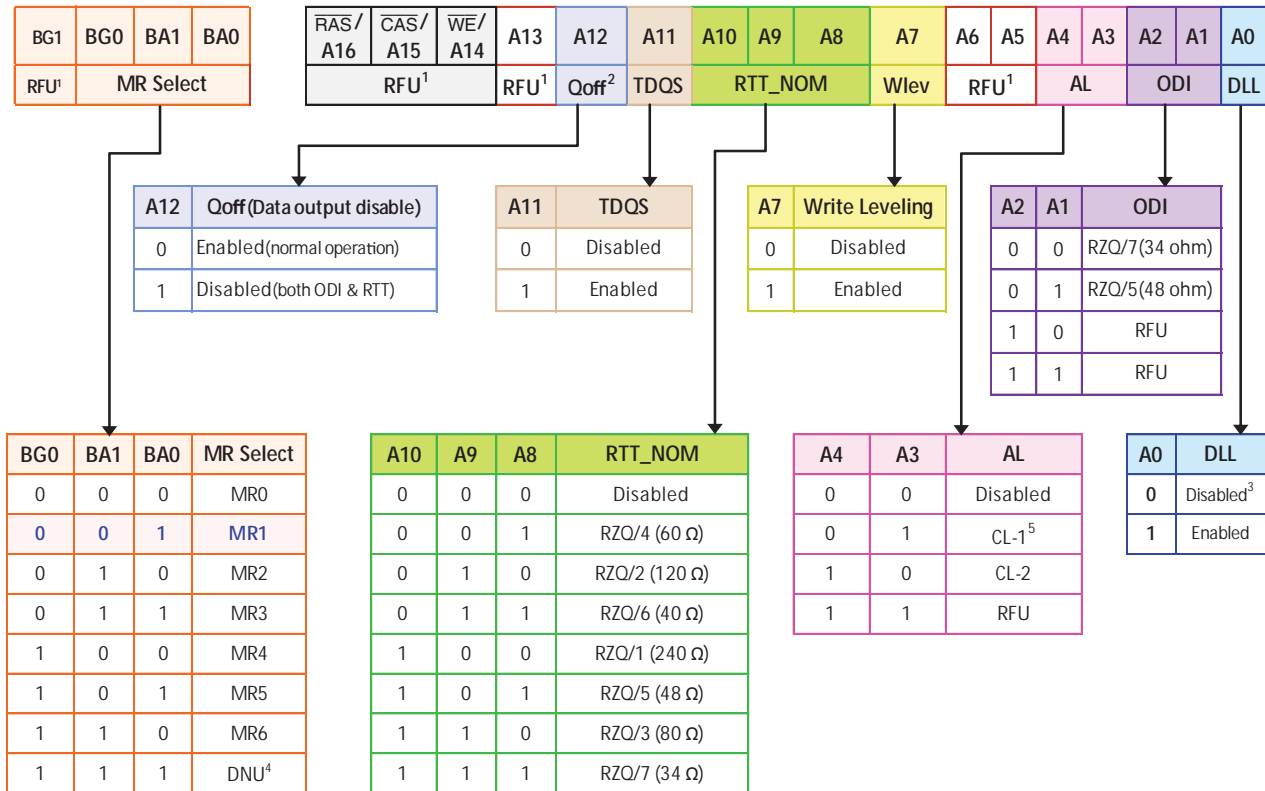 BG1 BG0 BA1 BA0
RFU¹ MR Select
RAS/ A16 CAS/ A15 WE/ A14 A13 A12 A11 A10 A9 A8 A7 A6 A5 A4 A3 A2 A1 A0
RFU¹ RFU¹ Qoff² TDQS RTT_NOM Wlev RFU¹ AL ODI DLL
A12 Qoff(Data output disable)
0 Enabled(normal operation)
1 Disabled(both ODI & RTT)
A11 TDQS
0 Disabled
1 Enabled
A7 Write Leveling
0 Disabled
1 Enabled
A2 A1 ODI
0 0 RZQ/7(34 ohm)
0 1 RZQ/5(48 ohm)
1 0 RFU
1 1 RFU
BG0 BA1 BA0 MR Select
0 0 0 MR0
0 0 1 MR1
0 1 0 MR2
0 1 1 MR3
1 0 0 MR4
1 0 1 MR5
1 1 0 MR6
1 1 1 DNU⁴
A10 A9 A8 RTT_NOM
0 0 0 Disabled
0 0 1 RZQ/4 (60 Ω)
0 1 0 RZQ/2 (120 Ω)
0 1 1 RZQ/6 (40 Ω)
1 0 0 RZQ/1 (240 Ω)
1 0 1 RZQ/5 (48 Ω)
1 1 0 RZQ/3 (80 Ω)
1 1 1 RZQ/7 (34 Ω)
A4 A3 AL
0 0 Disabled
0 1 CL-1⁵
1 0 CL-2
1 1 RFU
A0 DLL
0 Disabled³
1 Enabled